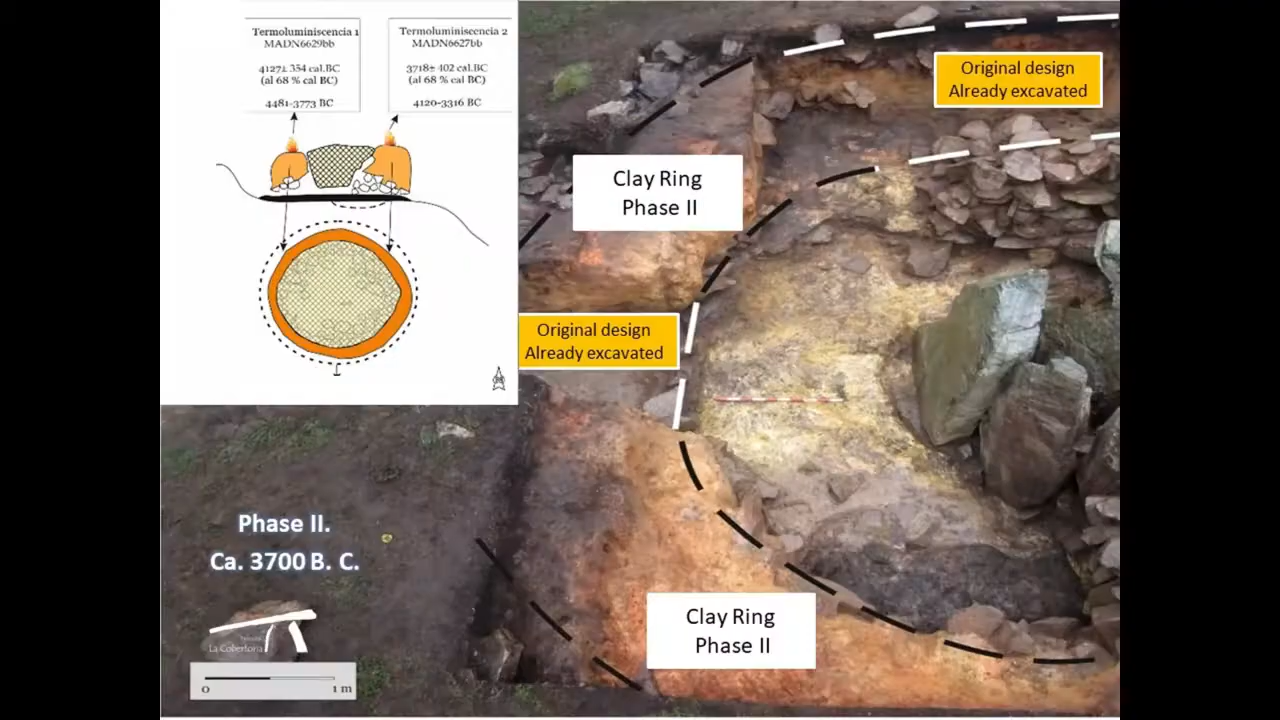 Termoluminiscencia 1
MADN6629bb
4127± 354 cal.BC
(al 68 % cal BC)
4481-3773 BC
Termoluminiscencia 2
MADN6627bb
3718± 402 cal.BC
(al 68 % cal BC)
4120-3316 BC
Original design
Already excavated
Clay Ring
Phase II
Original design
Already excavated
Phase II.
Ca. 3700 B. C.
La Cobertoria
0 1 m
Clay Ring
Phase II